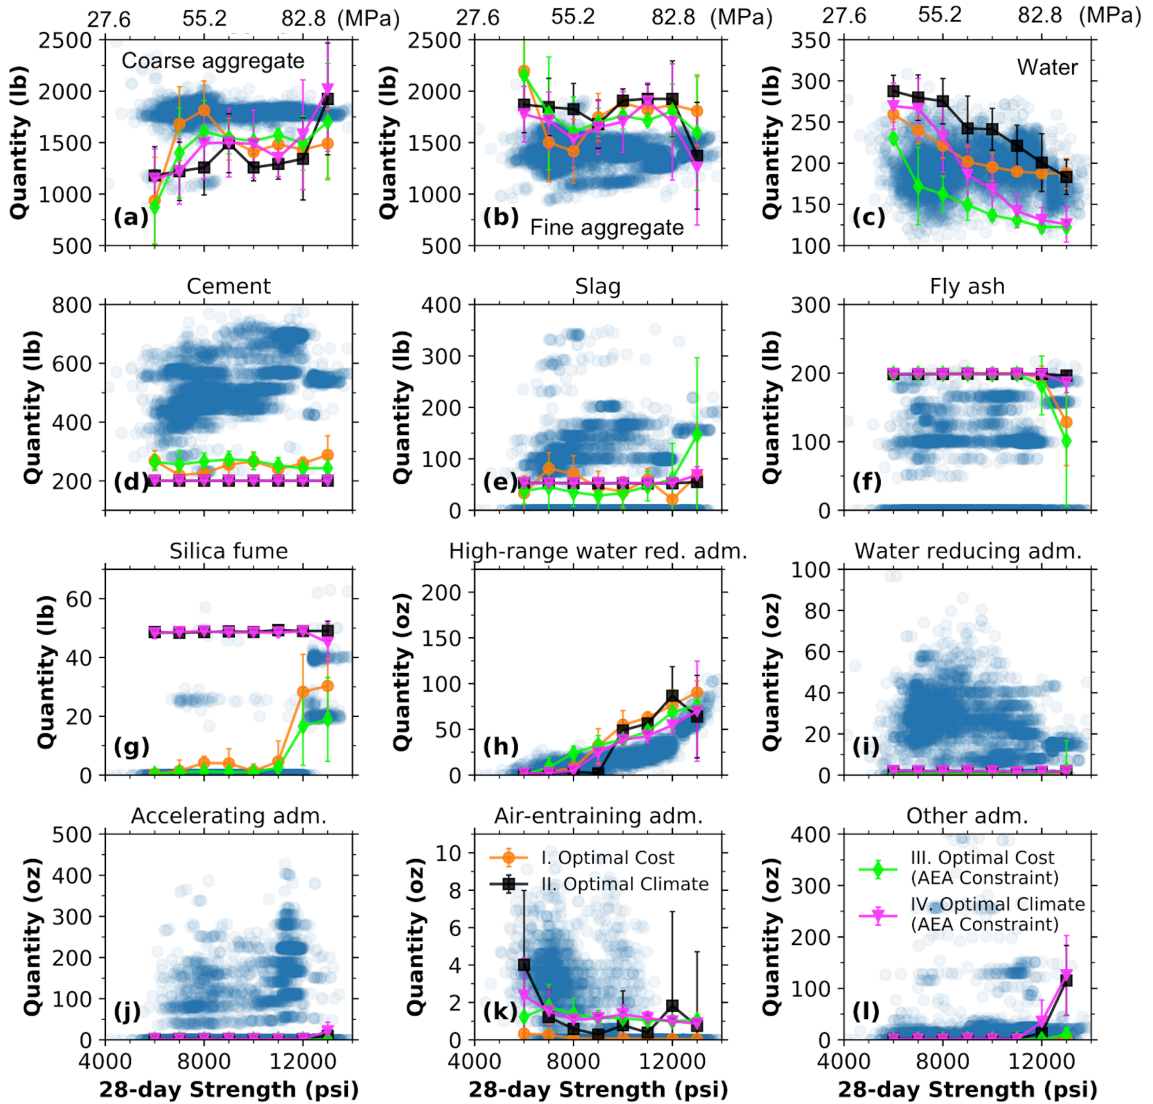 27.6 55.2 82.8 (MPa) 27.6 55.2 82.8 (MPa) 27.6 55.2 82.8 (MPa)
Quantity (lb)
2500
2000
1500
1000
500
Coarse aggregate
(a)
Quantity (lb)
2500
2000
1500
1000
500
(b)
Fine aggregate
Quantity (lb)
350
300
250
200
150
100
Water
(c)
Cement
Quantity (lb)
800
600
400
200
(d)
Slag
Quantity (lb)
400
300
200
100
0
(e)
Fly ash
Quantity (lb)
300
200
100
0
(f)
Silica fume
Quantity (lb)
60
40
20
0
(g)
High-range water red. adm.
Quantity (oz)
200
150
100
50
0
(h)
Water reducing adm.
Quantity (oz)
100
80
60
40
20
0
(i)
Accelerating adm.
Quantity (oz)
500
400
300
200
100
0
(j)
4000 8000 12000
28-day Strength (psi)
Air-entraining adm.
Quantity (oz)
10
8
6
4
2
0
I. Optimal Cost
II. Optimal Climate
(k)
4000 8000 12000
28-day Strength (psi)
Other adm.
Quantity (oz)
400
300
200
100
0
III. Optimal Cost
(AEA Constraint)
IV. Optimal Climate
(AEA Constraint)
(l)
4000 8000 12000
28-day Strength (psi)